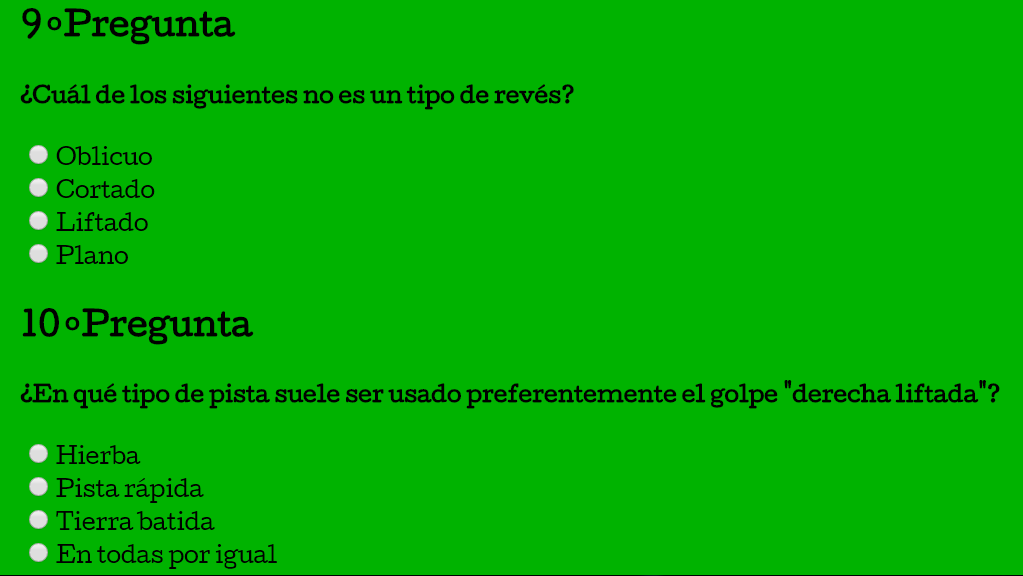 9ºPregunta
¿Cuál de los siguientes no es un tipo de revés?
Oblicuo
Cortado
Liftado
Plano
10ºPregunta
¿En qué tipo de pista suele ser usado preferentemente el golpe "derecha liftada"?
Hierba
Pista rápida
Tierra batida
En todas por igual